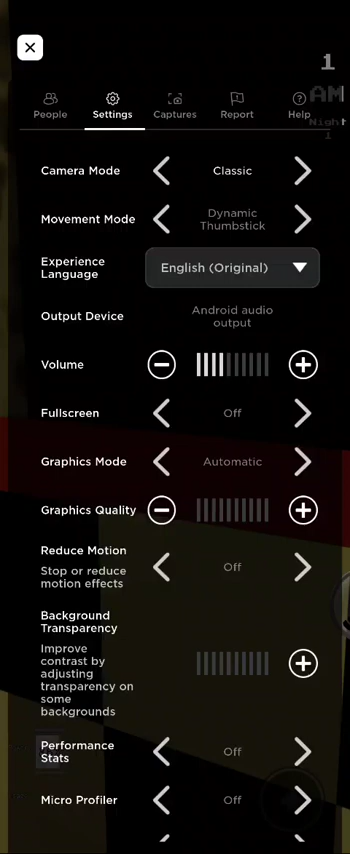 1
AM
Night
1
People
Settings
Captures
Report
Help
Camera Mode
Classic
Movement Mode
Dynamic
Thumbstick
Experience
Language
English (Original)
Output Device
Android audio
output
Volume
Fullscreen
Off
Graphics Mode
Automatic
Graphics Quality
Reduce Motion
Stop or reduce
motion effects
Off
Background
Transparency
Improve
contrast by
adjusting
transparency on
some
backgrounds
Performance
Stats
Off
Micro Profiler
Off